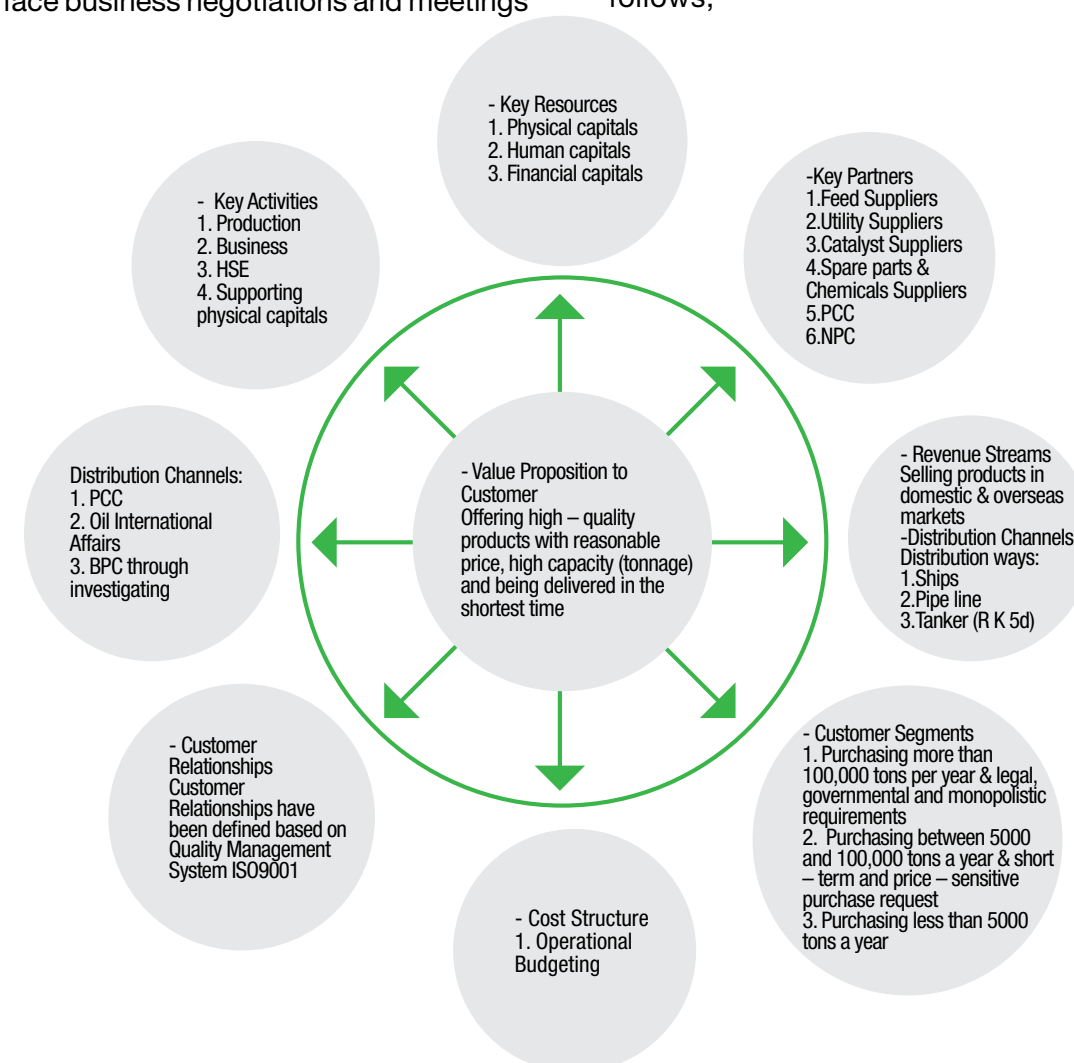 face business negotiations and meetings
follows;
- Key Resources
1. Physical capitals
2. Human capitals
3. Financial capitals
- Key Activities
1. Production
2. Business
3. HSE
4. Supporting
physical capitals
-Key Partners
1.Feed Suppliers
2.Utility Suppliers
3.Catalyst Suppliers
4.Spare parts &
Chemicals Suppliers
5.PCC
6.NPC
Distribution Channels:
1. PCC
2. Oil International
Affairs
3. BPC through
investigating
- Value Proposition to
Customer
Offering high – quality
products with reasonable
price, high capacity (tonnage)
and being delivered in the
shortest time
- Revenue Streams
Selling products in
domestic & overseas
markets
-Distribution Channels
Distribution ways:
1.Ships
2.Pipe line
3.Tanker (R K 5d)
- Customer
Relationships
Customer
Relationships have
been defined based on
Quality Management
System ISO9001
- Cost Structure
1. Operational
Budgeting
- Customer Segments
1. Purchasing more than
100,000 tons per year & legal,
governmental and monopolistic
requirements
2. Purchasing between 5000
and 100,000 tons a year & short
– term and price – sensitive
purchase request
3. Purchasing less than 5000
tons a year